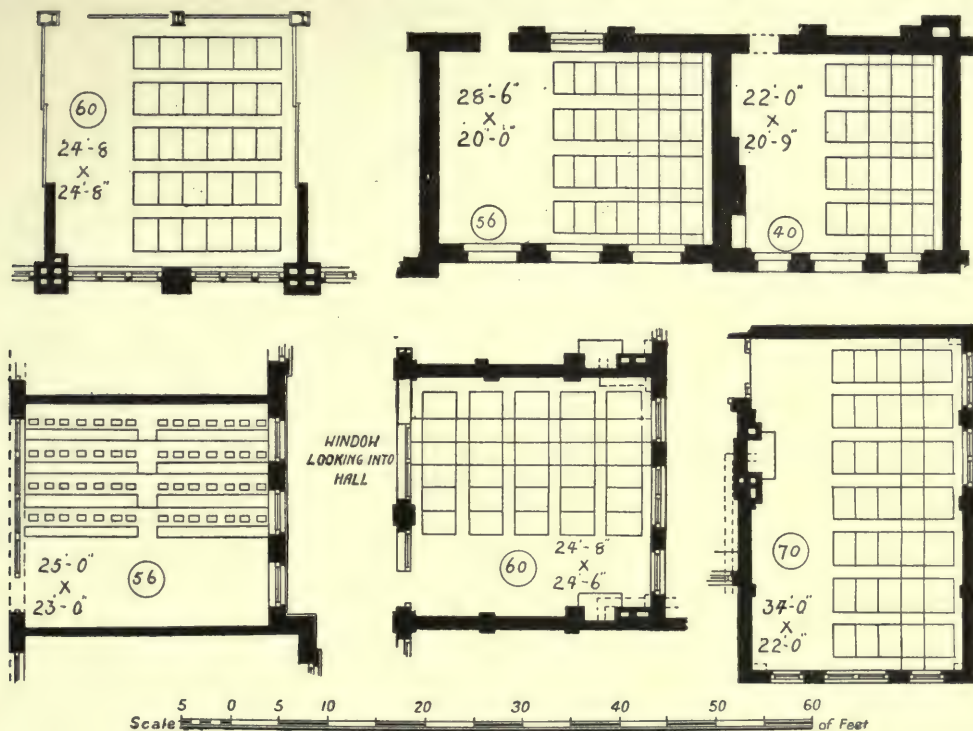 60
24'-8
X
24'-8"
28'-6"
X
20"-0"
56
22'-0"
X
20'-9"
40
25'-0"
X
23'-0"
56
WINDOW
LOOKING INTO
HALL
60
24'-8"
X
24'-6"
70
34'-0"
X
22'-0"
Scale 5 0 5 10 20 30 40 50 60 of Feet